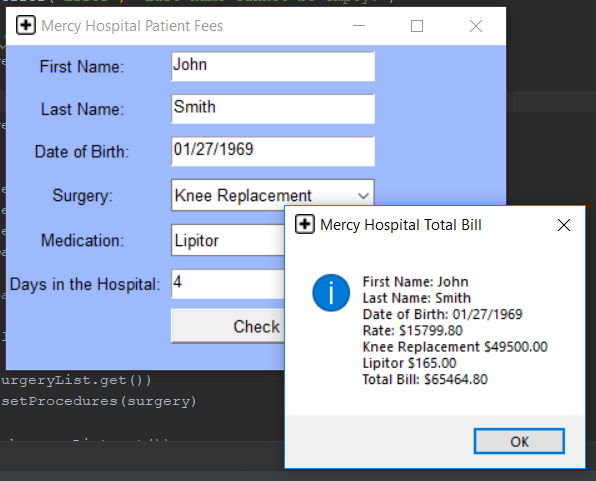 Mercy Hospital Patient Fees
First Name:
John
Last Name:
Smith
Date of Birth:
01/27/1969
Surgery:
Knee Replacement
Medication:
Lipitor
Days in the Hospital:
4
Check
Mercy Hospital Total Bill
First Name: John
Last Name: Smith
Date of Birth: 01/27/1969
Rate: $15799.80
Knee Replacement $49500.00
Lipitor $165.00
Total Bill: $65464.80
OK
urgeryList.get())
setProcedures(surgery)